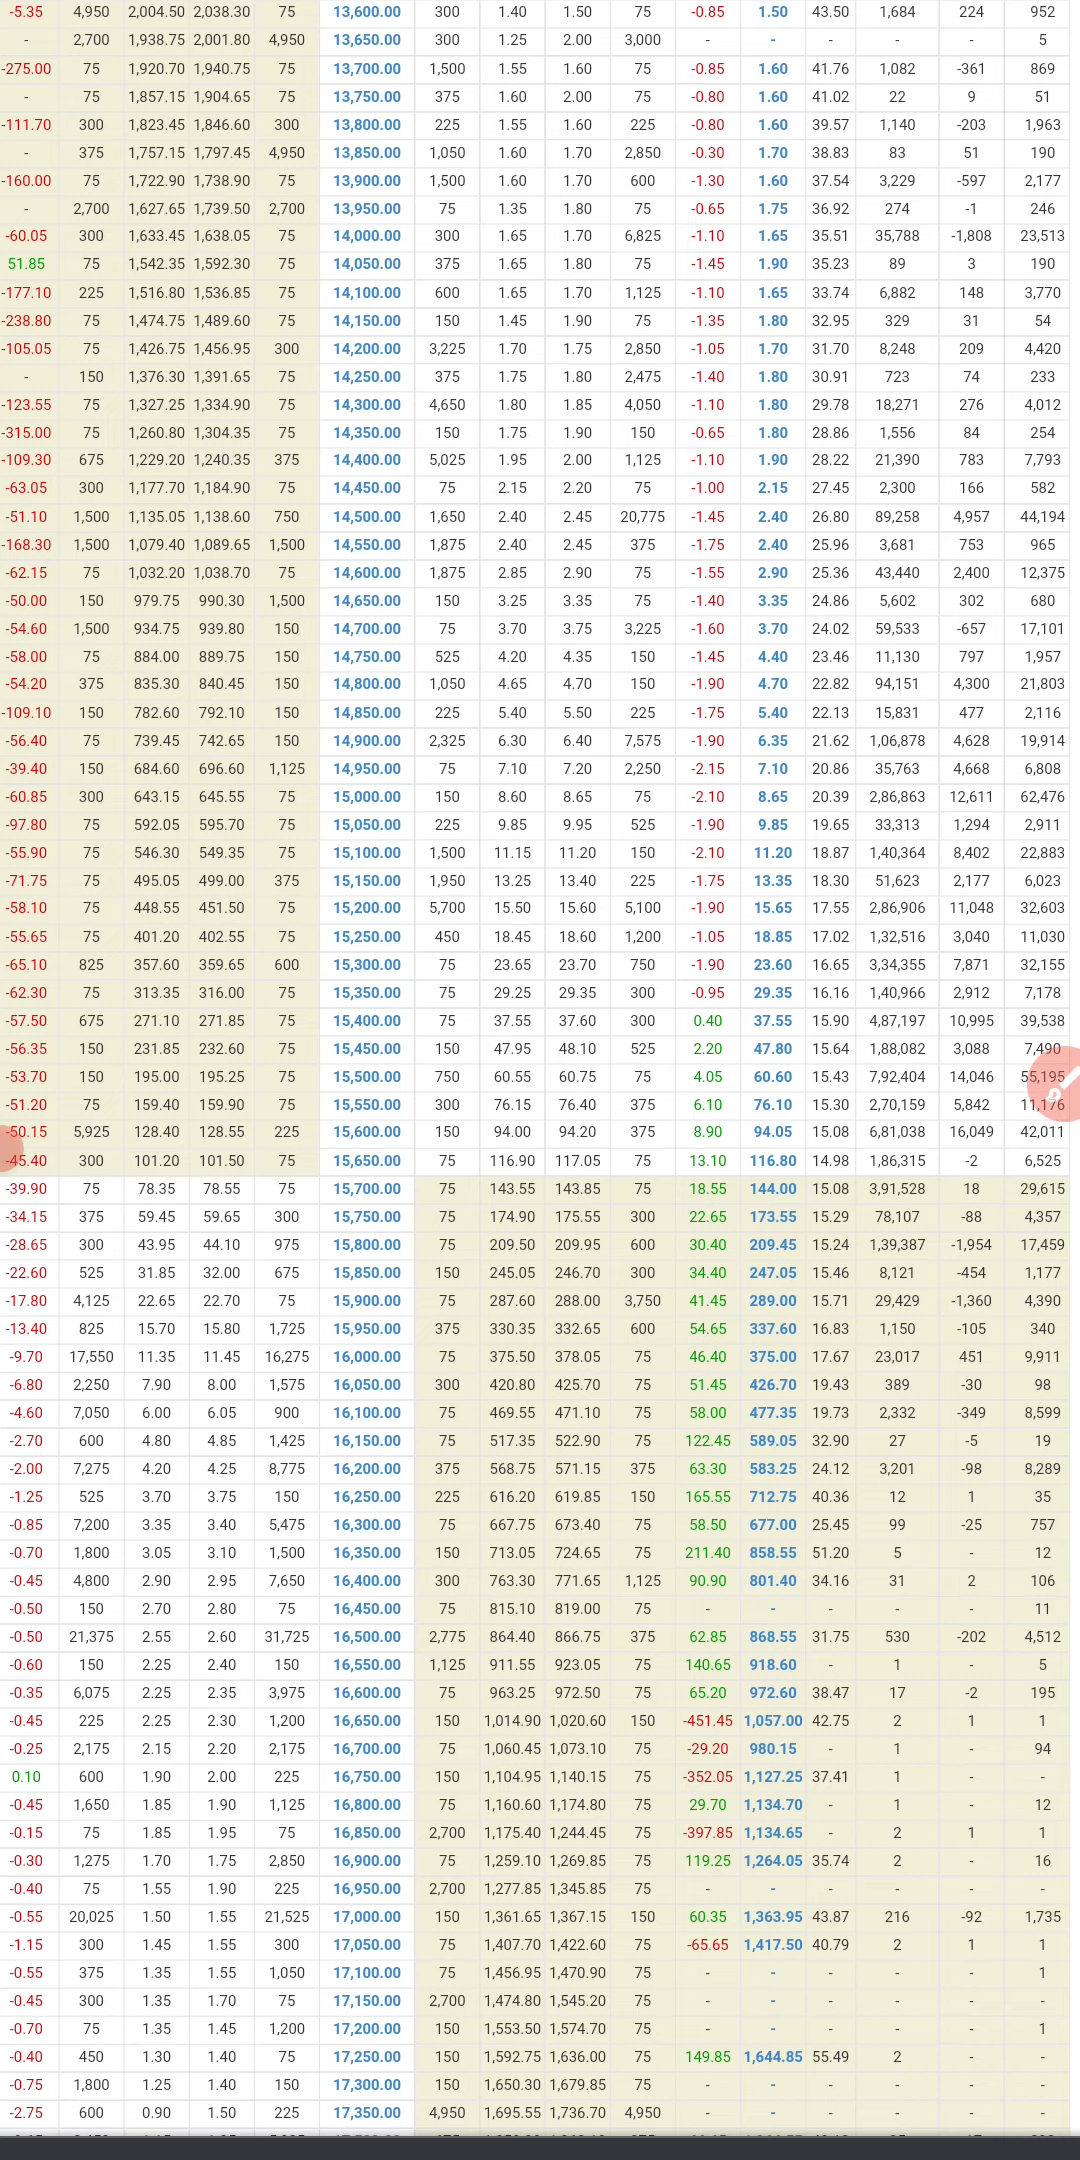 -5.35 4,950 2,004.50 2,038.30 75 13,600.00 300 1.40 1.50 75 -0.85 1.50 43.50 1,684 224 952
- 2,700 1,938.75 2,001.80 4,950 13,650.00 300 1.25 2.00 3,000 - - - - - 5
-275.00 75 1,920.70 1,940.75 75 13,700.00 1,500 1.55 1.60 75 -0.85 1.60 41.76 1,082 -361 869
- 75 1,857.15 1,904.65 75 13,750.00 375 1.60 2.00 75 -0.80 1.60 41.02 22 9 51
-111.70 300 1,823.45 1,846.60 300 13,800.00 225 1.55 1.60 225 -0.80 1.60 39.57 1,140 -203 1,963
- 375 1,757.15 1,797.45 4,950 13,850.00 1,050 1.60 1.70 2,850 -0.30 1.70 38.83 83 51 190
-160.00 75 1,722.90 1,738.90 75 13,900.00 1,500 1.60 1.70 600 -1.30 1.60 37.54 3,229 -597 2,177
- 2,700 1,627.65 1,739.50 2,700 13,950.00 75 1.35 1.80 75 -0.65 1.75 36.92 274 -1 246
-60.05 300 1,633.45 1,638.05 75 14,000.00 300 1.65 1.70 6,825 -1.10 1.65 35.51 35,788 -1,808 23,513
51.85 75 1,542.35 1,592.30 75 14,050.00 375 1.65 1.80 75 -1.45 1.90 35.23 89 3 190
-177.10 225 1,516.80 1,536.85 75 14,100.00 600 1.65 1.70 1,125 -1.10 1.65 33.74 6,882 148 3,770
-238.80 75 1,474.75 1,489.60 75 14,150.00 150 1.45 1.90 75 -1.35 1.80 32.95 329 31 54
-105.05 75 1,426.75 1,456.95 300 14,200.00 3,225 1.70 1.75 2,850 -1.05 1.70 31.70 8,248 209 4,420
- 150 1,376.30 1,391.65 75 14,250.00 375 1.75 1.80 2,475 -1.40 1.80 30.91 723 74 233
-123.55 75 1,327.25 1,334.90 75 14,300.00 4,650 1.80 1.85 4,050 -1.10 1.80 29.78 18,271 276 4,012
-315.00 75 1,260.80 1,304.35 75 14,350.00 150 1.75 1.90 150 -0.65 1.80 28.86 1,556 84 254
-109.30 675 1,229.20 1,240.35 375 14,400.00 5,025 1.95 2.00 1,125 -1.10 1.90 28.22 21,390 783 7,793
-63.05 300 1,177.70 1,184.90 75 14,450.00 75 2.15 2.20 75 -1.00 2.15 27.45 2,300 166 582
-51.10 1,500 1,135.05 1,138.60 750 14,500.00 1,650 2.40 2.45 20,775 -1.45 2.40 26.80 89,258 4,957 44,194
-168.30 1,500 1,079.40 1,089.65 1,500 14,550.00 1,875 2.40 2.45 375 -1.75 2.40 25.96 3,681 753 965
-62.15 75 1,032.20 1,038.70 75 14,600.00 1,875 2.85 2.90 75 -1.55 2.90 25.36 43,440 2,400 12,375
-50.00 150 979.75 990.30 1,500 14,650.00 150 3.25 3.35 75 -1.40 3.35 24.86 5,602 302 680
-54.60 1,500 934.75 939.80 150 14,700.00 75 3.70 3.75 3,225 -1.60 3.70 24.02 59,533 -657 17,101
-58.00 75 884.00 889.75 150 14,750.00 525 4.20 4.35 150 -1.45 4.40 23.46 11,130 797 1,957
-54.20 375 835.30 840.45 150 14,800.00 1,050 4.65 4.70 150 -1.90 4.70 22.82 94,151 4,300 21,803
-109.10 150 782.60 792.10 150 14,850.00 225 5.40 5.50 225 -1.75 5.40 22.13 15,831 477 2,116
-56.40 75 739.45 742.65 150 14,900.00 2,325 6.30 6.40 7,575 -1.90 6.35 21.62 1,06,878 4,628 19,914
-39.40 150 684.60 696.60 1,125 14,950.00 75 7.10 7.20 2,250 -2.15 7.10 20.86 35,763 4,668 6,808
-60.85 300 643.15 645.55 75 15,000.00 150 8.60 8.65 75 -2.10 8.65 20.39 2,86,863 12,611 62,476
-97.80 75 592.05 595.70 75 15,050.00 225 9.85 9.95 525 -1.90 9.85 19.65 33,313 1,294 2,911
-55.90 75 546.30 549.35 75 15,100.00 1,500 11.15 11.20 150 -2.10 11.20 18.87 1,40,364 8,402 22,883
-71.75 75 495.05 499.00 375 15,150.00 1,950 13.25 13.40 225 -1.75 13.35 18.30 51,623 2,177 6,023
-58.10 75 448.55 451.50 75 15,200.00 5,700 15.50 15.60 5,100 -1.90 15.65 17.55 2,86,906 11,048 32,603
-55.65 75 401.20 402.55 75 15,250.00 450 18.45 18.60 1,200 -1.05 18.85 17.02 1,32,516 3,040 11,030
-65.10 825 357.60 359.65 600 15,300.00 75 23.65 23.70 750 -1.90 23.60 16.65 3,34,355 7,871 32,155
-62.30 75 313.35 316.00 75 15,350.00 75 29.25 29.35 300 -0.95 29.35 16.16 1,40,966 2,912 7,178
-57.50 675 271.10 271.85 75 15,400.00 75 37.55 37.60 300 0.40 37.55 15.90 4,87,197 10,995 39,538
-56.35 150 231.85 232.60 75 15,450.00 150 47.95 48.10 525 2.20 47.80 15.64 1,88,082 3,088 7,490
-53.70 150 195.00 195.25 75 15,500.00 750 60.55 60.75 75 4.05 60.60 15.43 7,92,404 14,046 55,195
-51.20 75 159.40 159.90 75 15,550.00 300 76.15 76.40 375 6.10 76.10 15.30 2,70,159 5,842 11,176
-50.15 5,925 128.40 128.55 225 15,600.00 150 94.00 94.20 375 8.90 94.05 15.08 6,81,038 16,049 42,011
-45.40 300 101.20 101.50 75 15,650.00 75 116.90 117.05 75 13.10 116.80 14.98 1,86,315 -2 6,525
-39.90 75 78.35 78.55 75 15,700.00 75 143.55 143.85 75 18.55 144.00 15.08 3,91,528 18 29,615
-34.15 375 59.45 59.65 300 15,750.00 75 174.90 175.55 300 22.65 173.55 15.29 78,107 -88 4,357
-28.65 300 43.95 44.10 975 15,800.00 75 209.50 209.95 600 30.40 209.45 15.24 1,39,387 -1,954 17,459
-22.60 525 31.85 32.00 675 15,850.00 150 245.05 246.70 300 34.40 247.05 15.46 8,121 -454 1,177
-17.80 4,125 22.65 22.70 75 15,900.00 75 287.60 288.00 3,750 41.45 289.00 15.71 29,429 -1,360 4,390
-13.40 825 15.70 15.80 1,725 15,950.00 375 330.35 332.65 600 54.65 337.60 16.83 1,150 -105 340
-9.70 17,550 11.35 11.45 16,275 16,000.00 75 375.50 378.05 75 46.40 375.00 17.67 23,017 451 9,911
-6.80 2,250 7.90 8.00 1,575 16,050.00 300 420.80 425.70 75 51.45 426.70 19.43 389 -30 98
-4.60 7,050 6.00 6.05 900 16,100.00 75 469.55 471.10 75 58.00 477.35 19.73 2,332 -349 8,599
-2.70 600 4.80 4.85 1,425 16,150.00 75 517.35 522.90 75 122.45 589.05 32.90 27 -5 19
-2.00 7,275 4.20 4.25 8,775 16,200.00 375 568.75 571.15 375 63.30 583.25 24.12 3,201 -98 8,289
-1.25 525 3.70 3.75 150 16,250.00 225 616.20 619.85 150 165.55 712.75 40.36 12 1 35
-0.85 7,200 3.35 3.40 5,475 16,300.00 75 667.75 673.40 75 58.50 677.00 25.45 99 -25 757
-0.70 1,800 3.05 3.10 1,500 16,350.00 150 713.05 724.65 75 211.40 858.55 51.20 5 - 12
-0.45 4,800 2.90 2.95 7,650 16,400.00 300 763.30 771.65 1,125 90.90 801.40 34.16 31 2 106
-0.50 150 2.70 2.80 75 16,450.00 75 815.10 819.00 75 - - - - - 11
-0.50 21,375 2.55 2.60 31,725 16,500.00 2,775 864.40 866.75 375 62.85 868.55 31.75 530 -202 4,512
-0.60 150 2.25 2.40 150 16,550.00 1,125 911.55 923.05 75 140.65 918.60 - 1 - 5
-0.35 6,075 2.25 2.35 3,975 16,600.00 75 963.25 972.50 75 65.20 972.60 38.47 17 -2 195
-0.45 225 2.25 2.30 1,200 16,650.00 150 1,014.90 1,020.60 150 -451.45 1,057.00 42.75 2 1 1
-0.25 2,175 2.15 2.20 2,175 16,700.00 75 1,060.45 1,073.10 75 -29.20 980.15 - 1 - 94
0.10 600 1.90 2.00 225 16,750.00 150 1,104.95 1,140.15 75 -352.05 1,127.25 37.41 1 - -
-0.45 1,650 1.85 1.90 1,125 16,800.00 75 1,160.60 1,174.80 75 29.70 1,134.70 - 1 - 12
-0.15 75 1.85 1.95 75 16,850.00 2,700 1,175.40 1,244.45 75 -397.85 1,134.65 - 2 1 1
-0.30 1,275 1.70 1.75 2,850 16,900.00 75 1,259.10 1,269.85 75 119.25 1,264.05 35.74 2 - 16
-0.40 75 1.55 1.90 225 16,950.00 2,700 1,277.85 1,345.85 75 - - - - - -
-0.55 20,025 1.50 1.55 21,525 17,000.00 150 1,361.65 1,367.15 150 60.35 1,363.95 43.87 216 -92 1,735
-1.15 300 1.45 1.55 300 17,050.00 75 1,407.70 1,422.60 75 -65.65 1,417.50 40.79 2 1 1
-0.55 375 1.35 1.55 1,050 17,100.00 75 1,456.95 1,470.90 75 - - - - - 1
-0.45 300 1.35 1.70 75 17,150.00 2,700 1,474.80 1,545.20 75 - - - - - -
-0.70 75 1.35 1.45 1,200 17,200.00 150 1,553.50 1,574.70 75 - - - - - 1
-0.40 450 1.30 1.40 75 17,250.00 150 1,592.75 1,636.00 75 149.85 1,644.85 55.49 2 - -
-0.75 1,800 1.25 1.40 150 17,300.00 150 1,650.30 1,679.85 75 - - - - - -
-2.75 600 0.90 1.50 225 17,350.00 4,950 1,695.55 1,736.70 4,950 - - - - - -